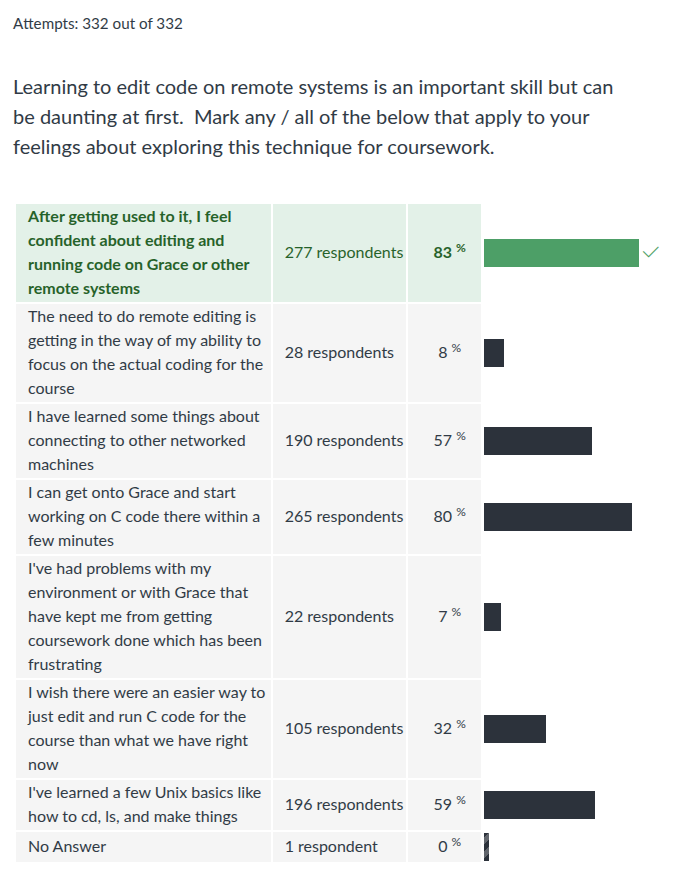 Attempts: 332 out of 332
Learning to edit code on remote systems is an important skill but can
be daunting at first.  Mark any / all of the below that apply to your
feelings about exploring this technique for coursework.
After getting used to it, I feel
confident about editing and
running code on Grace or other
remote systems
277 respondents
83 %
The need to do remote editing is
getting in the way of my ability to
focus on the actual coding for the
course
28 respondents
8 %
I have learned some things about
connecting to other networked
machines
190 respondents
57 %
I can get onto Grace and start
working on C code there within a
few minutes
265 respondents
80 %
I've had problems with my
environment or with Grace that
have kept me from getting
coursework done which has been
frustrating
22 respondents
7 %
I wish there were an easier way to
just edit and run C code for the
course than what we have right
now
105 respondents
32 %
I've learned a few Unix basics like
how to cd, ls, and make things
196 respondents
59 %
No Answer
1 respondent
0 %